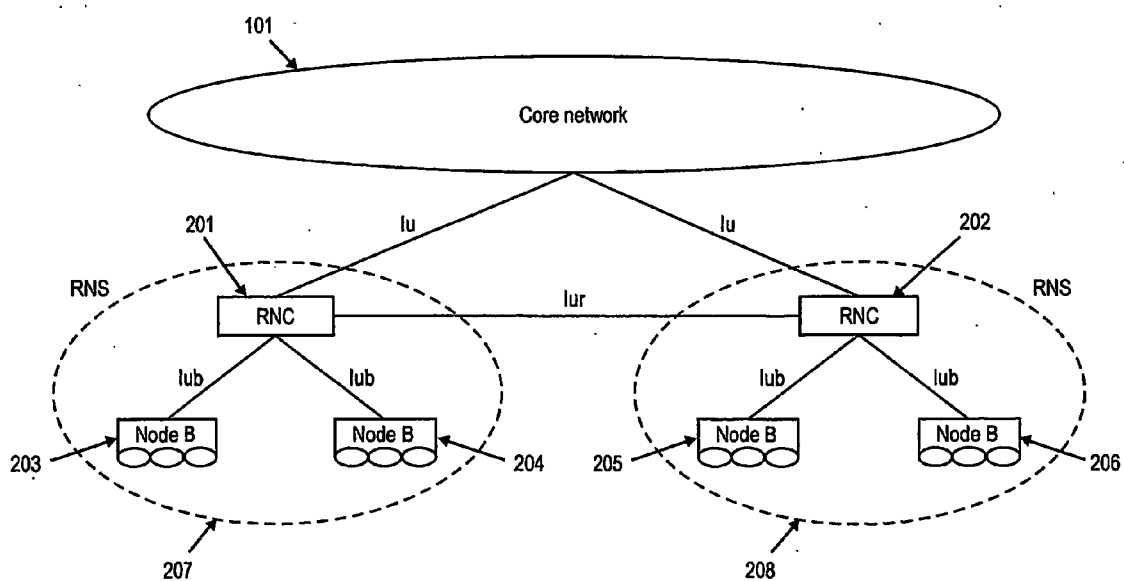 101
Core network
201
Iu
Iu
202
RNS
RNS
RNC
Iur
RNC
Iub
Iub
Iub
Iub
Node B
Node B
Node B
Node B
203
204
205
206
207
208